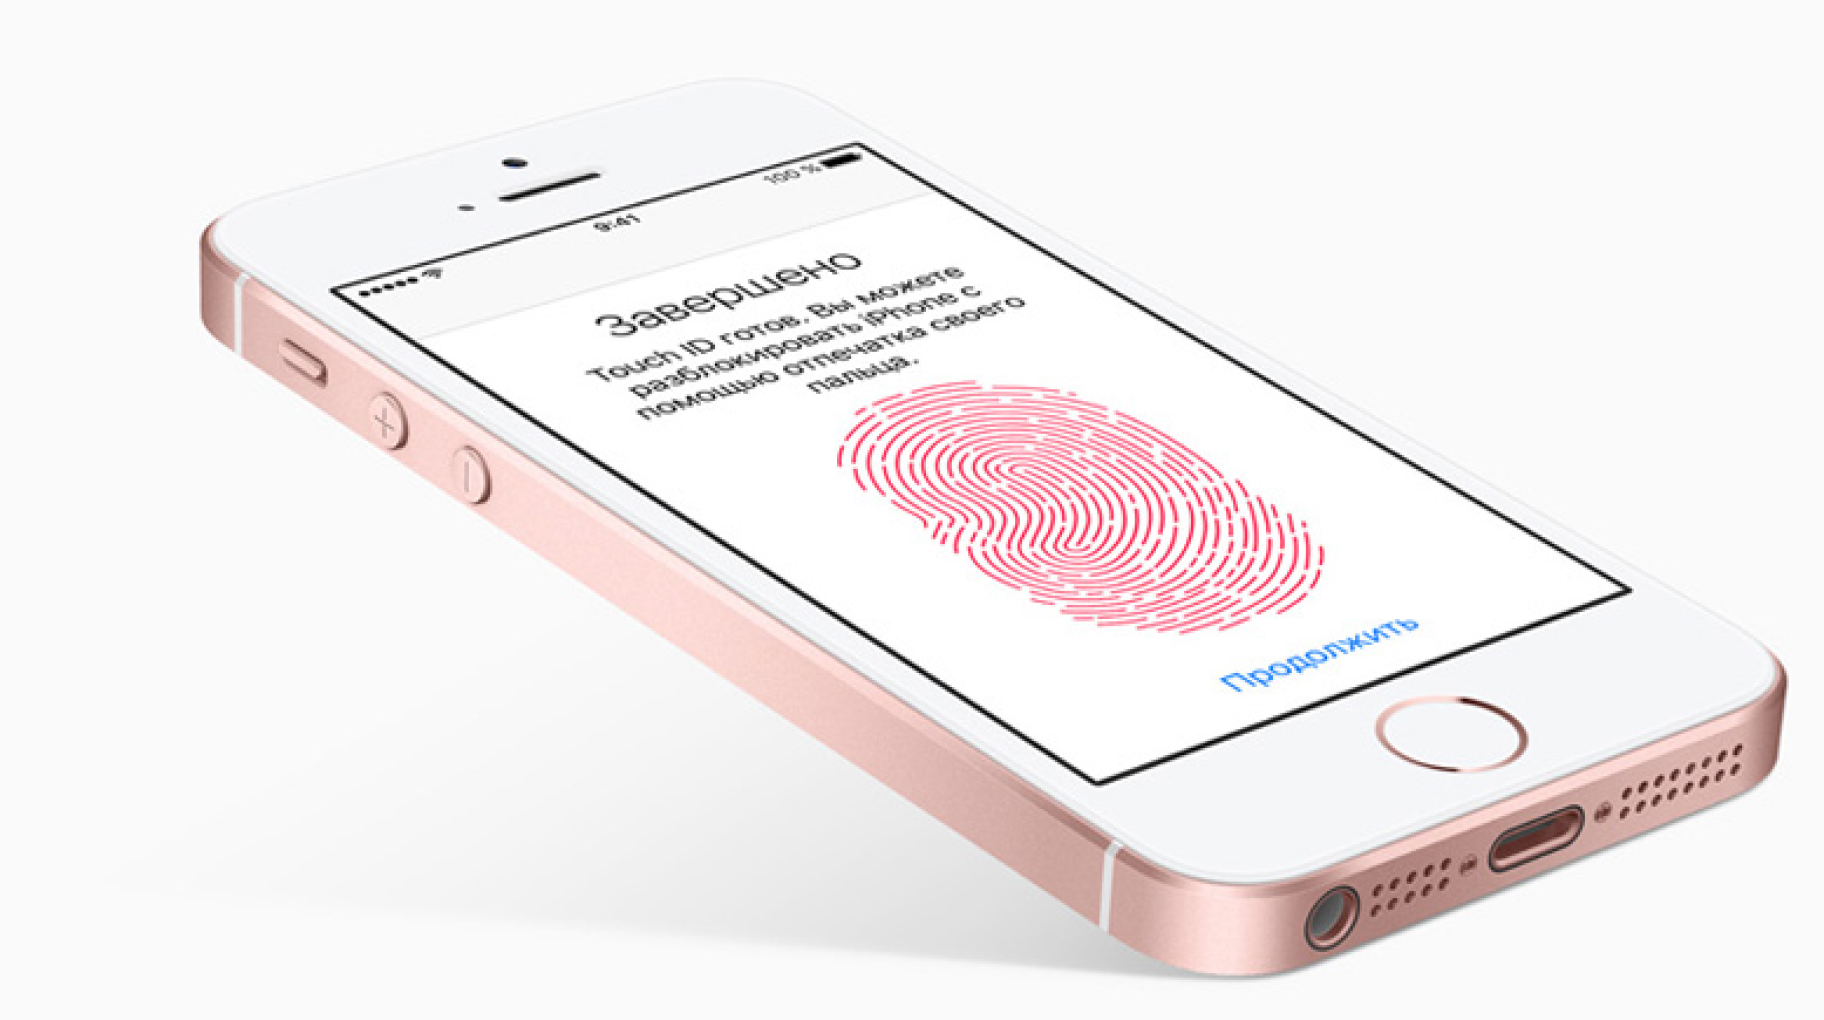 9:41
100 %
Завершено
Touch ID готов. Вы можете
разблокировать iPhone с
помощью отпечатка своего
пальца.
Продолжить